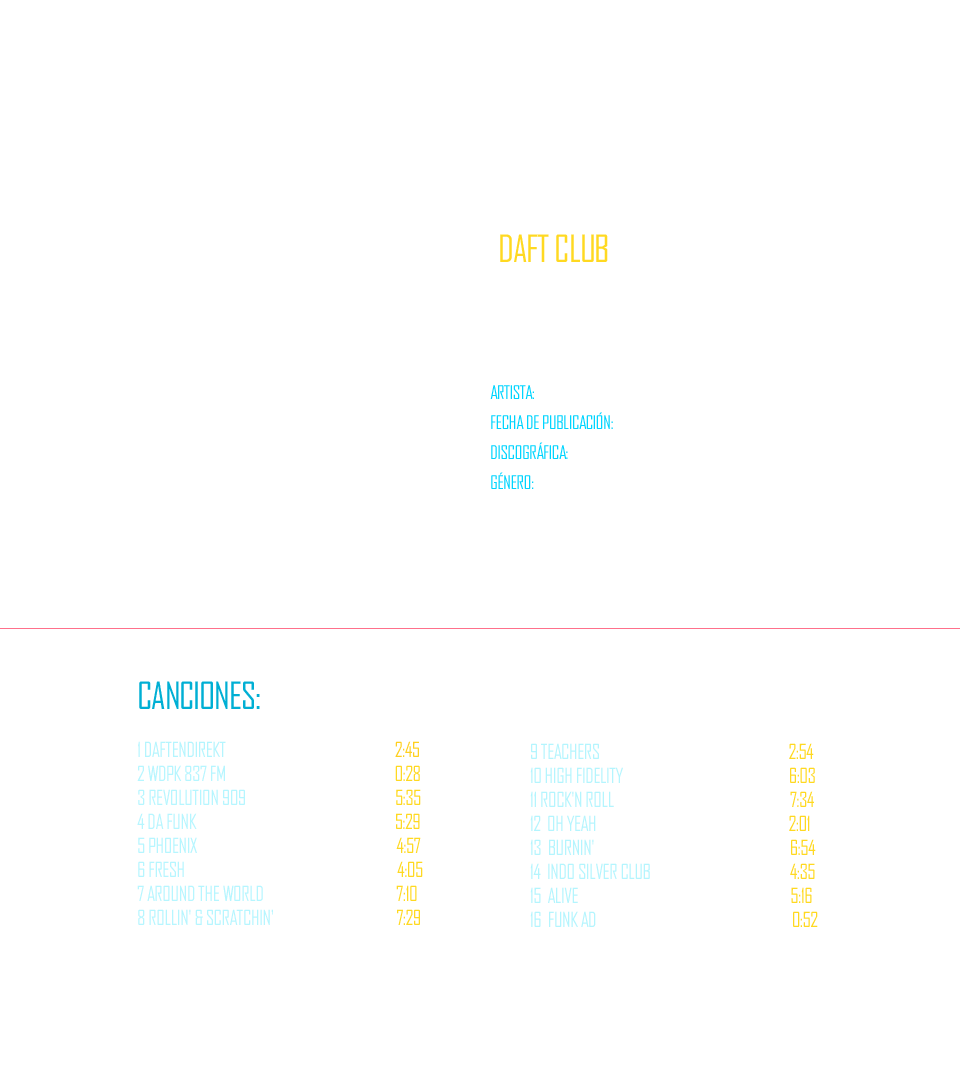 DAFT CLUB
ARTISTA:
FECHA DE PUBLICACIÓN:
DISCOGRÁFICA:
GÉNERO:
CANCIONES:
1 DAFTENDIREKT 2:45
2 WDPK 837 FM 0:28
3 REVOLUTION 909 5:35
4 DA FUNK 5:29
5 PHOENIX 4:57
6 FRESH 4:05
7 AROUND THE WORLD 7:10
8 ROLLIN' & SCRATCHIN' 7:29
9 TEACHERS 2:54
10 HIGH FIDELITY 6:03
11 ROCK'N ROLL 7:34
12 OH YEAH 2:01
13 BURNIN' 6:54
14 INDO SILVER CLUB 4:35
15 ALIVE 5:16
16 FUNK AD 0:52